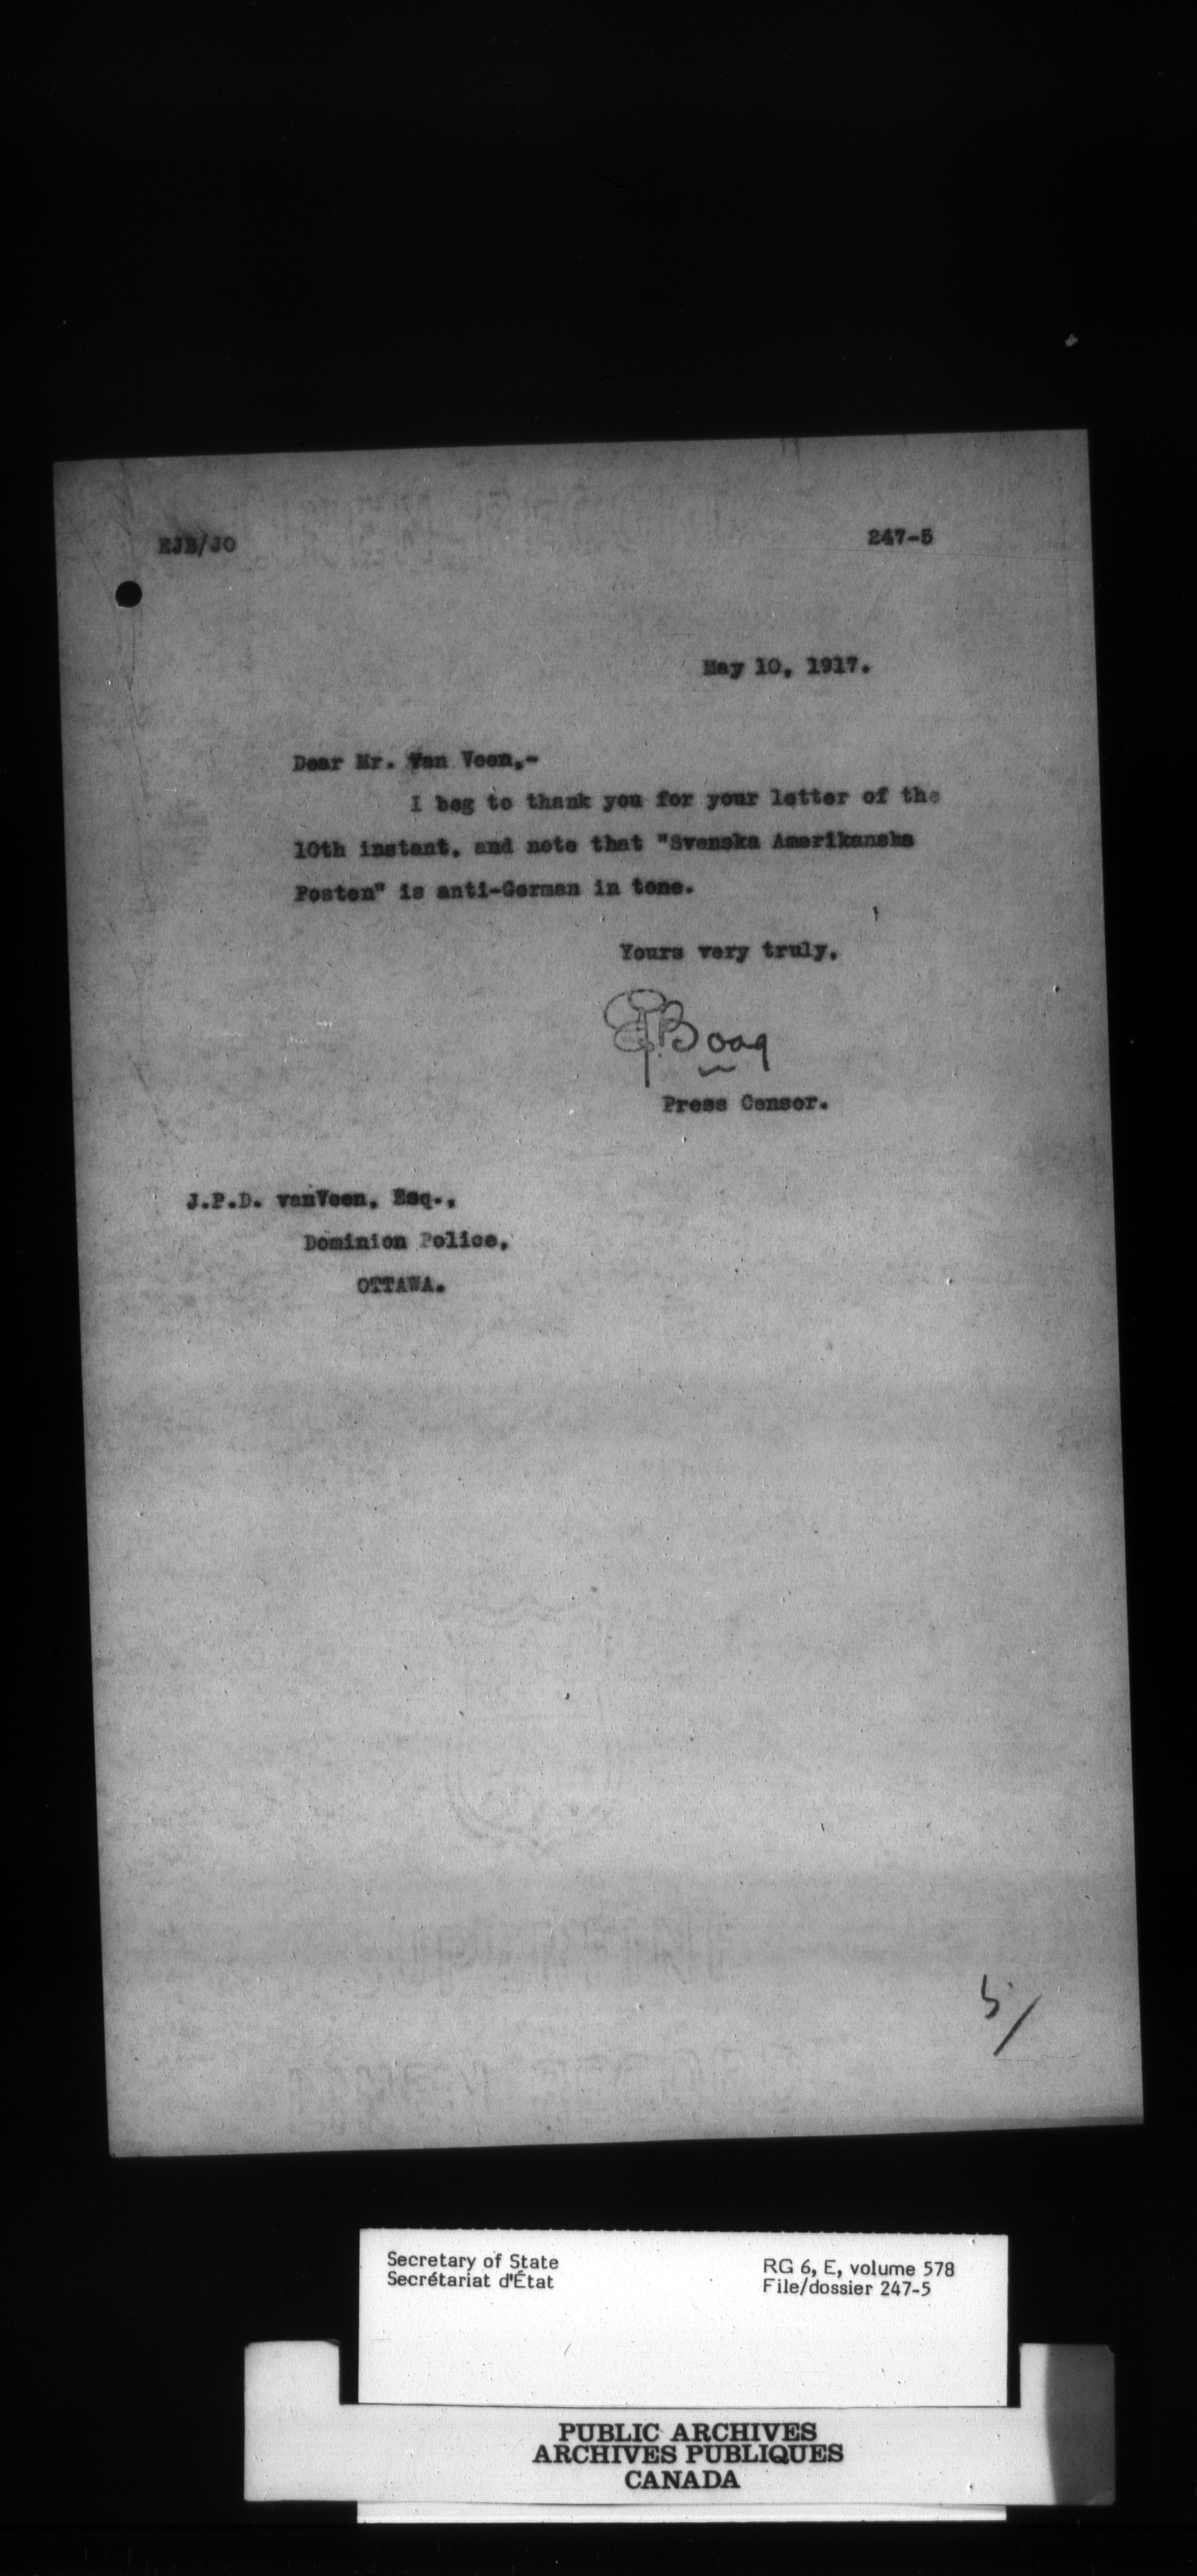 EJB/JO
247-5
May 10, 1917.
Dear Mr. Van Veen,-
I beg to thank you for your letter of the
10th instant, and note that "Svenska Amerikanska
Posten" is anti-German in tone.
Yours very truly,
EJBoag
Press Censor.
J.P.D. vanVeen, Esq.,
Dominion Police,
OTTAWA.
5/
Secretary of State
Secrétariat d'État
RG 6, E, volume 578
File/dossier 247-5
PUBLIC ARCHIVES
ARCHIVES PUBLIQUES
CANADA